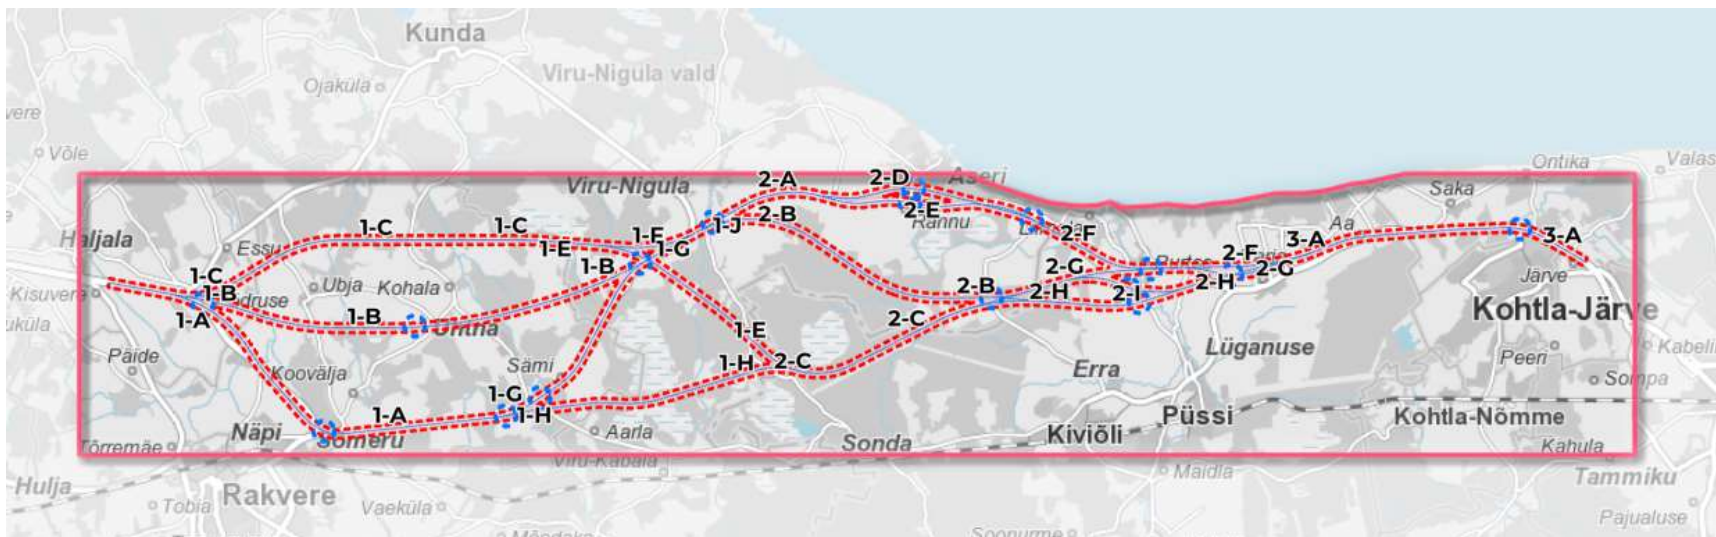 Kunda
Viru-Nigula vald
Ojaküla
Võle
Ontika
Valas
Saka
Aseri
2-D
2-A
Viru-Nigula
2-E
Rannu
2-B
1-J
1-C
1-C
1-F
2-F
Aa
3-A
3-A
Haljala
Essu
1-E
1-G
2-F
1-C
1-B
2-G
2-G
Järve
Kisuvere
1-B
Ubja
Kohala
2-B
2-H
2-H
2-I
Kohtla-Järve
1-A
1-B
2-C
1-E
Päide
Sämi
1-H
2-C
Lüganuse
Peeri
Kabeli
Koovälja
Erra
Sompa
1-G
1-A
1-H
Püssi
Kohtla-Nõmme
Näpi
Sõmeru
Aarla
Sonda
Kiviõli
Tõrremäe
Kahula
Viru-Kabala
Maidla
Tammiku
Hulja
Rakvere
Tobia
Vaeküla
Pajualuse
Soonurme